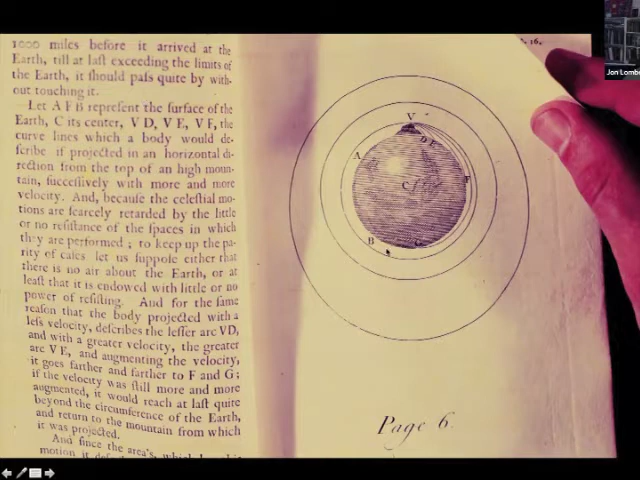 1000 miles before it arrived at the
Earth, till at laſt exceeding the limits of
the Earth, it ſhould paſs quite by with-
out touching it.
Let A F B repreſent the ſurface of the
Earth, C its center, V D, V E, V F, the
curve lines which a body would de-
ſcribe if projected in an horizontal di-
rection from the top of an high moun-
tain, ſucceſſively with more and more
velocity. And, becauſe the celeſtial mo-
tions are ſcarcely retarded by the little
or no reſiſtance of the ſpaces in which
they are performed; to keep up the pa-
rity of caſes let us ſuppoſe either that
there is no air about the Earth, or at
leaſt that it is endowed with little or no
power of reſiſting. And for the ſame
reaſon that the body projected with a
leſs velocity, deſcribes the leſſer arc VD,
and with a greater velocity, the greater
arc V E, and augmenting the velocity,
it goes farther and farther to F and G;
if the velocity was ſtill more and more
augmented, it would reach at laſt quite
beyond the circumference of the Earth,
and return to the mountain from which
it was projected.
And ſince the area's, which
motion it
V
D E
A
F
C
B
G
Page 6.
Jon Lombe